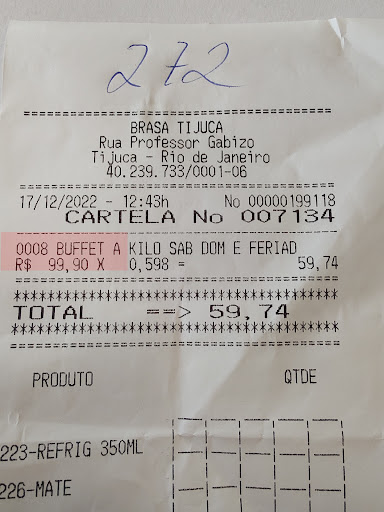 272
BRASA TIJUCA
Rua Professor Gabizo
Tijuca - Rio de Janeiro
40.239.733/0001-06
17/12/2022 - 12:43h No 00000199118
CARTELA No 007134
0008 BUFFET A KILO SAB DOM E FERIAD
R$ 99,90 X 0,598 = 59,74
************************************
TOTAL ==> 59,74
************************************
PRODUTO QTDE
223-REFRIG 350ML
226-MATE